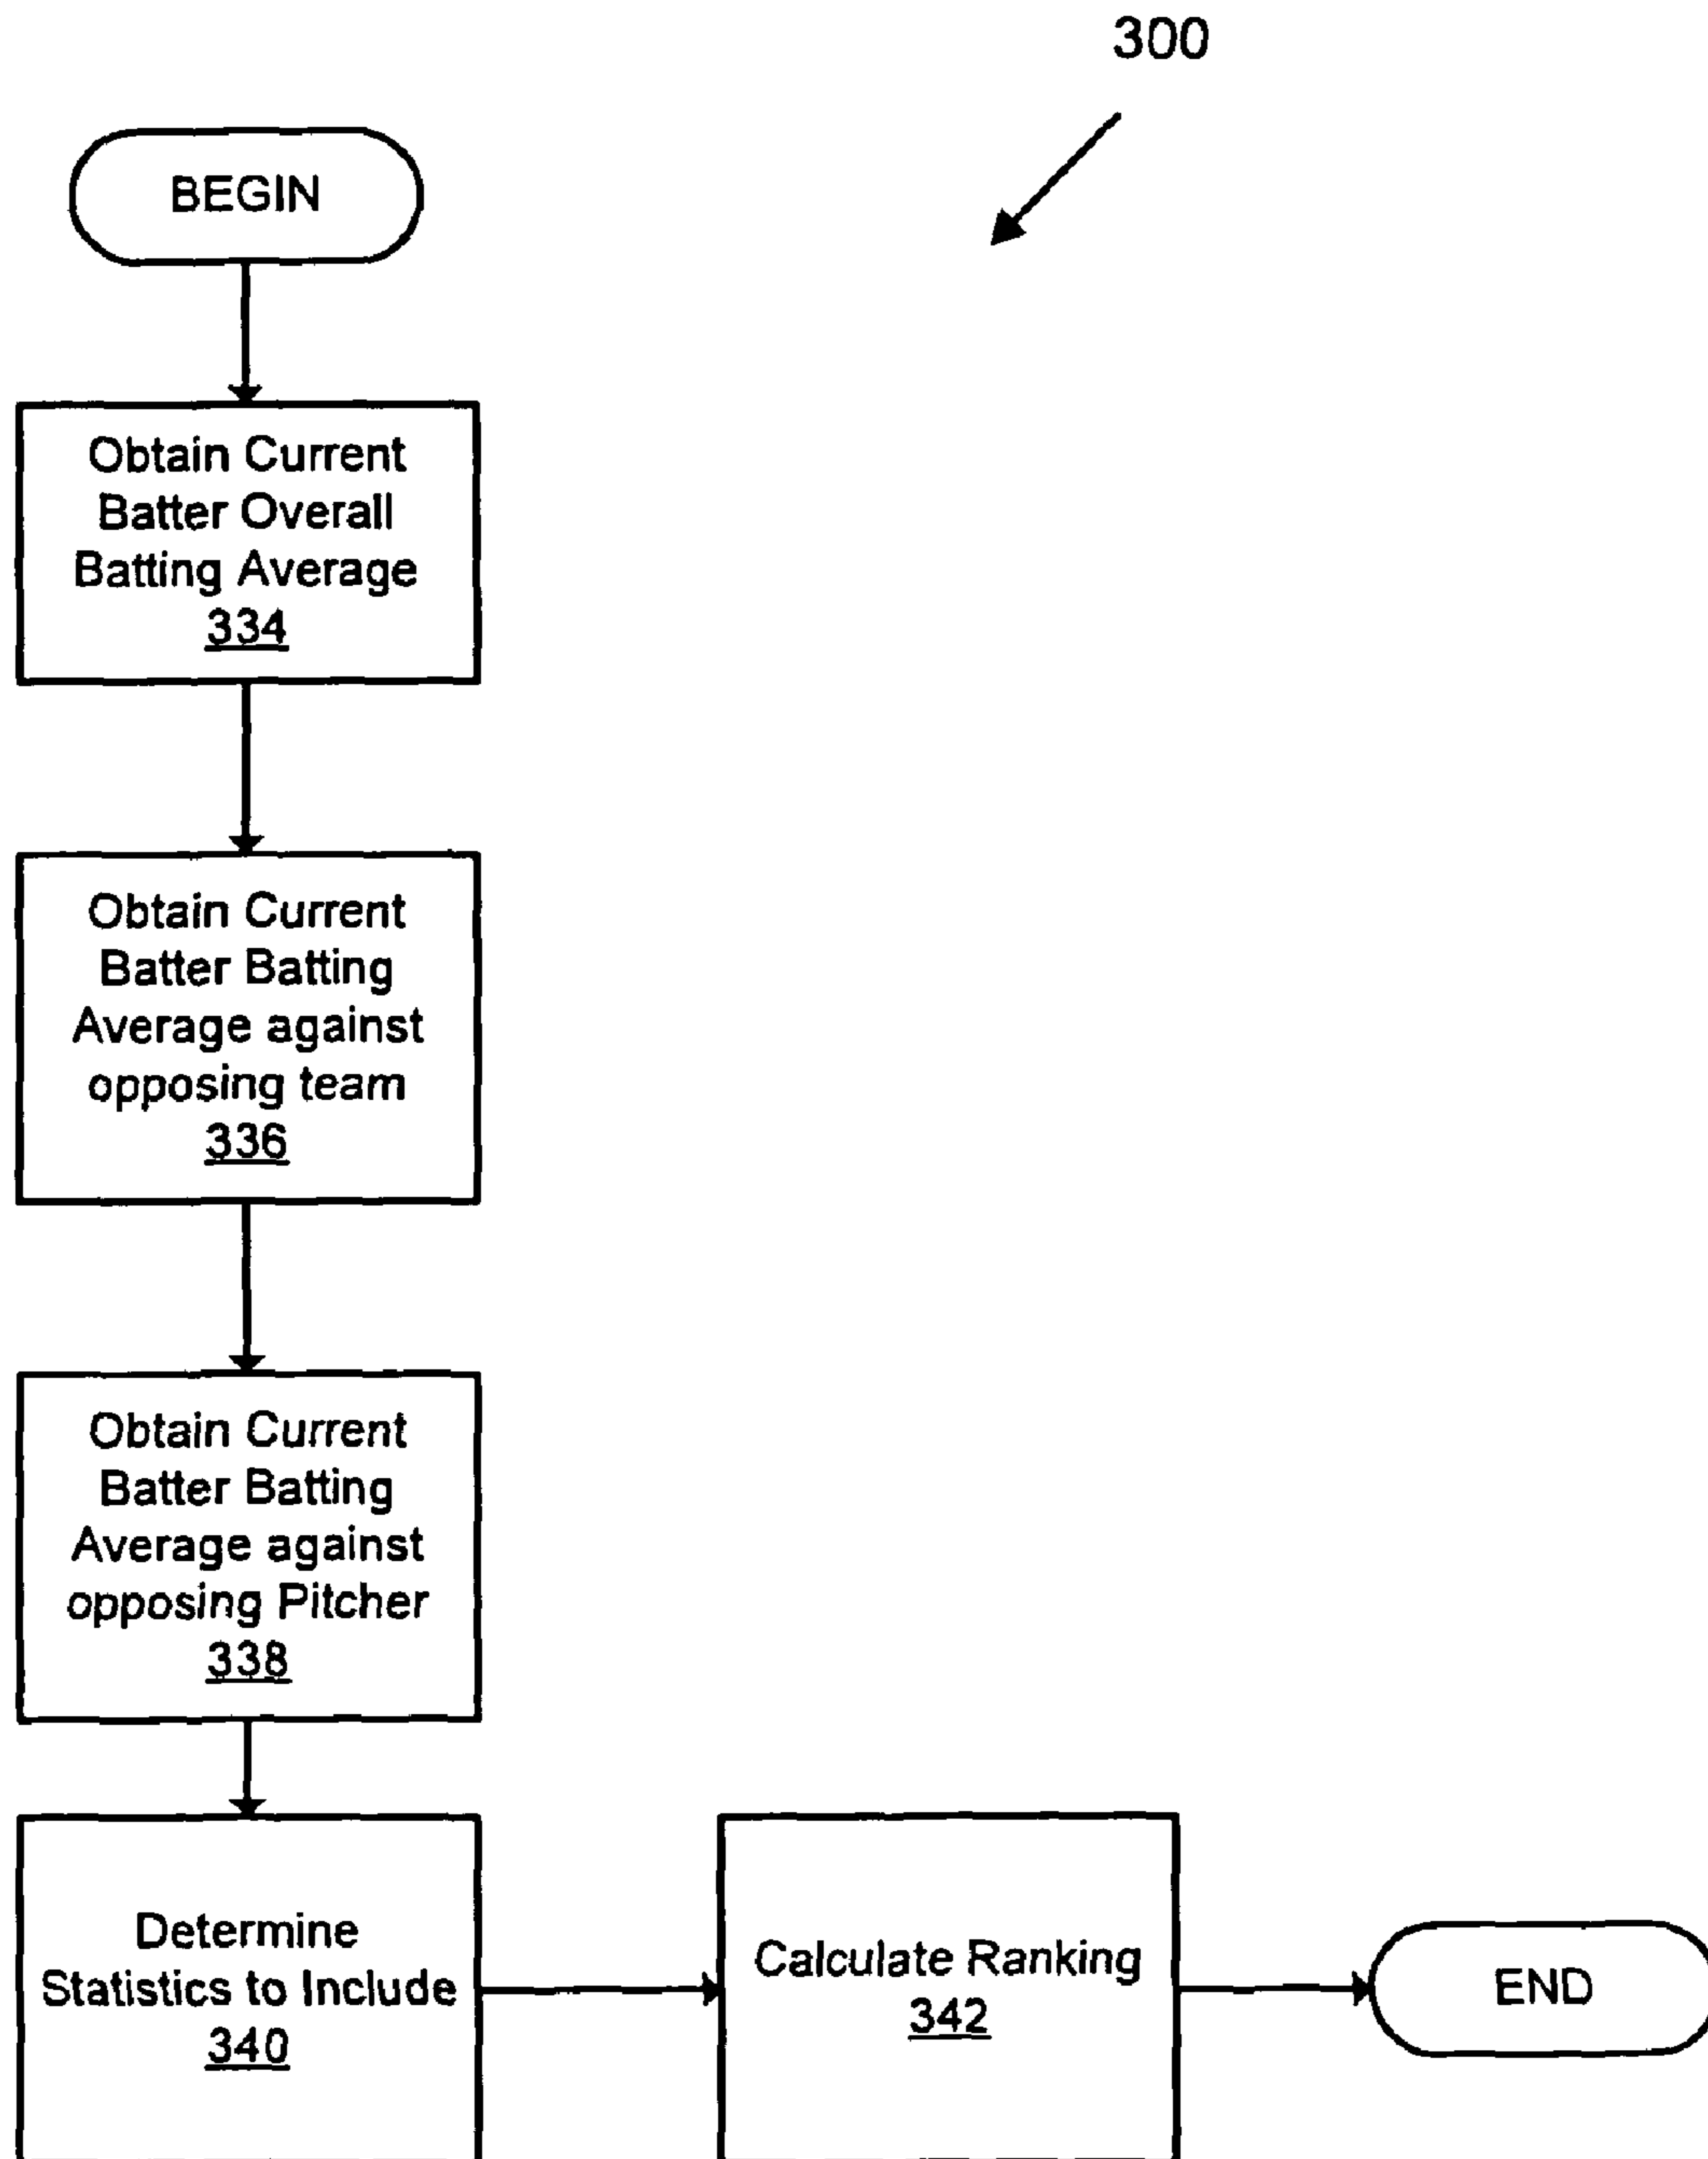 300
BEGIN
Obtain Current
Batter Overall
Batting Average
334
Obtain Current
Batter Batting
Average against
opposing team
336
Obtain Current
Batter Batting
Average against
opposing Pitcher
338
Determine
Statistics to Include
340
Calculate Ranking
342
END